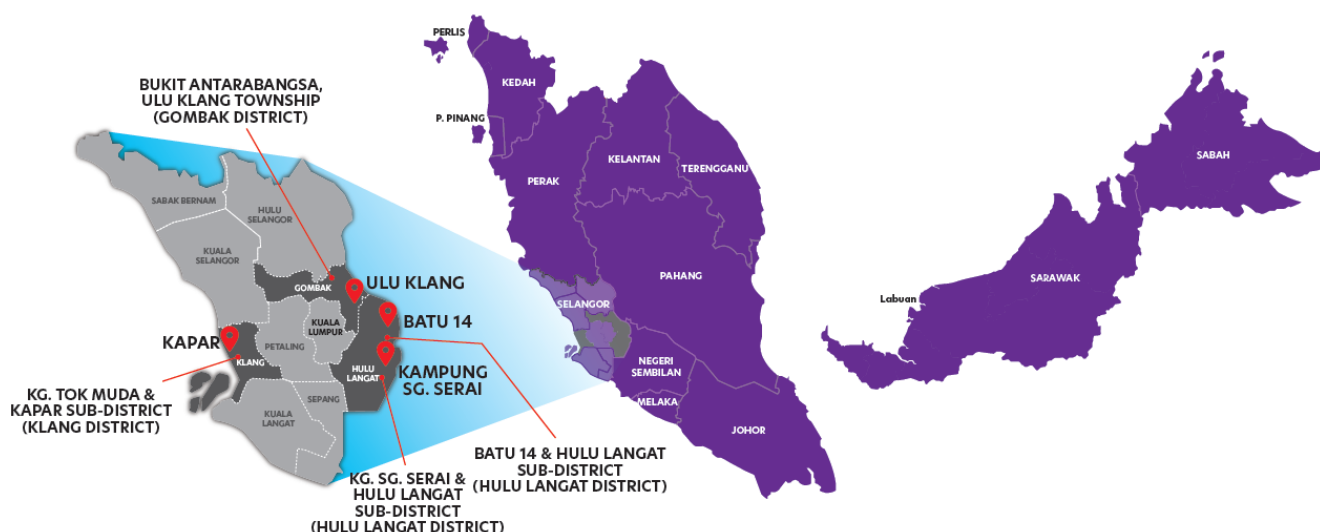 BUKIT ANTARABANGSA,
ULU KLANG TOWNSHIP
(GOMBAK DISTRICT)
SABAK BERNAM
HULU
SELANGOR
KUALA
SELANGOR
GOMBAK
ULU KLANG
BATU 14
KUALA
LUMPUR
KAPAR
PETALING
KLANG
HULU
LANGAT
KAMPUNG
SG. SERAI
SEPANG
KUALA
LANGAT
KG. TOK MUDA &
KAPAR SUB-DISTRICT
(KLANG DISTRICT)
KG. SG. SERAI &
HULU LANGAT
SUB-DISTRICT
(HULU LANGAT DISTRICT)
BATU 14 & HULU LANGAT
SUB-DISTRICT
(HULU LANGAT DISTRICT)
PERLIS
KEDAH
P. PINANG
PERAK
KELANTAN
TERENGGANU
PAHANG
SELANGOR
NEGERI
SEMBILAN
MELAKA
JOHOR
SABAH
SARAWAK
Labuan